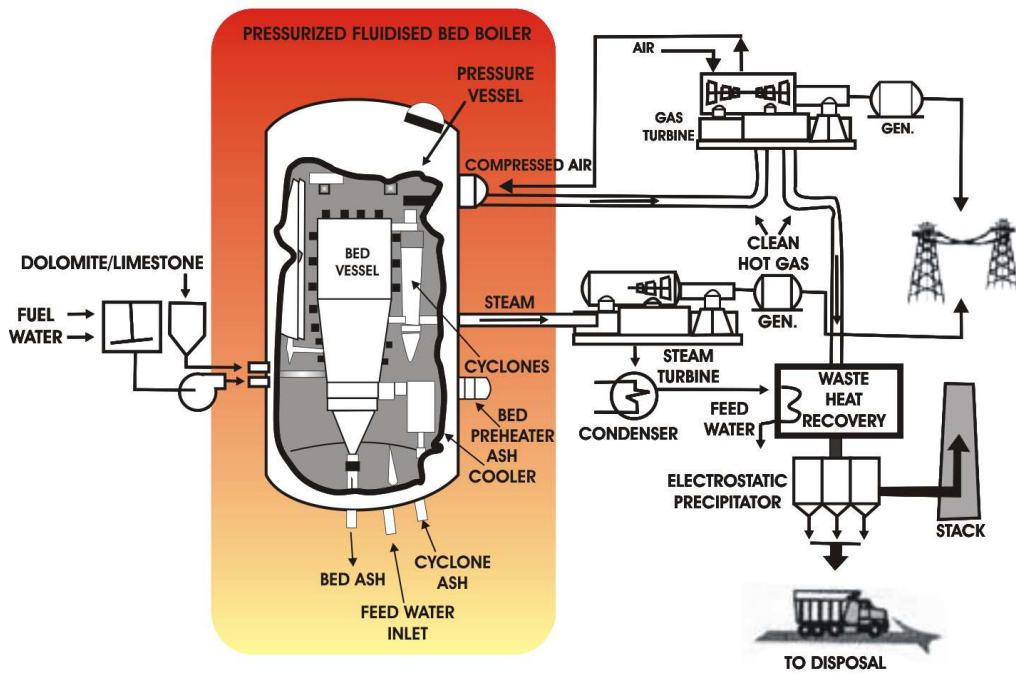 PRESSURIZED FLUIDISED BED BOILER
PRESSURE
VESSEL
COMPRESSED AIR
AIR
GAS
TURBINE
GEN.
CLEAN
HOT GAS
DOLOMITE/LIMESTONE
FUEL
WATER
BED
VESSEL
STEAM
GEN.
CYCLONES
STEAM
TURBINE
BED
PREHEATER
ASH
COOLER
CONDENSER
FEED
WATER
WASTE
HEAT
RECOVERY
ELECTROSTATIC
PRECIPITATOR
STACK
BED ASH
CYCLONE
ASH
FEED WATER
INLET
TO DISPOSAL